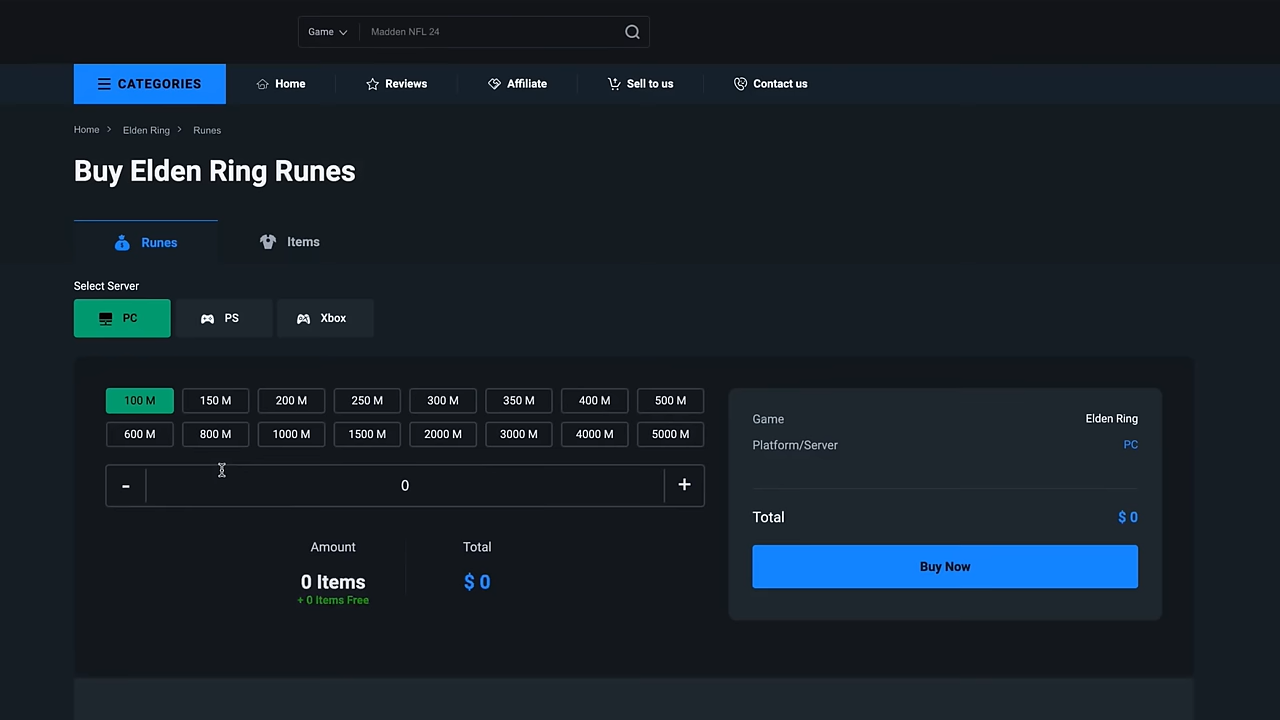 Game Madden NFL 24
CATEGORIES Home Reviews Affiliate Sell to us Contact us
Home > Elden Ring > Runes
Buy Elden Ring Runes
Runes Items
Select Server
PC PS Xbox
100 M 150 M 200 M 250 M 300 M 350 M 400 M 500 M
600 M 800 M 1000 M 1500 M 2000 M 3000 M 4000 M 5000 M
- 0 +
Amount Total
0 Items $ 0
+ 0 Items Free
Game Elden Ring
Platform/Server PC
Total $ 0
Buy Now